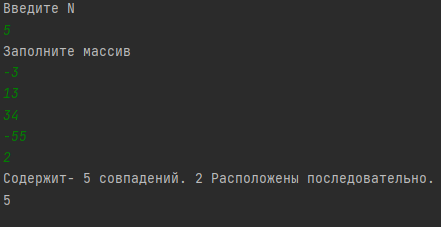 Введите N
5
Заполните массив
-3
13
34
-55
2
Содержит- 5 совпадений. 2 Расположены последовательно.
5